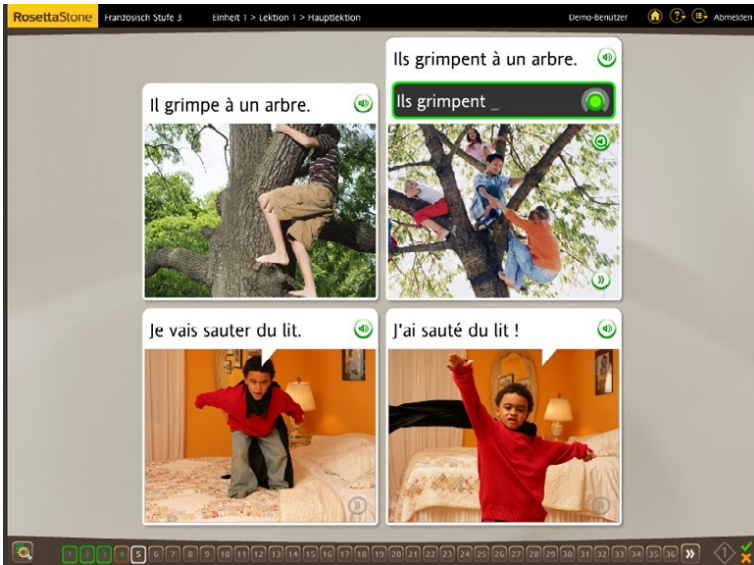 RosettaStone Französisch Stufe 3 Einheit 1 > Lektion 1 > Hauptlektion Demo-Benutzer Abmelden
Il grimpe à un arbre.
Ils grimpent à un arbre.
Ils grimpent _
Je vais sauter du lit.
J'ai sauté du lit !
1 2 3 4 5 6 7 8 9 10 11 12 13 14 15 16 17 18 19 20 21 22 23 24 25 26 27 28 29 30 31 32 33 34 35 36 » 1